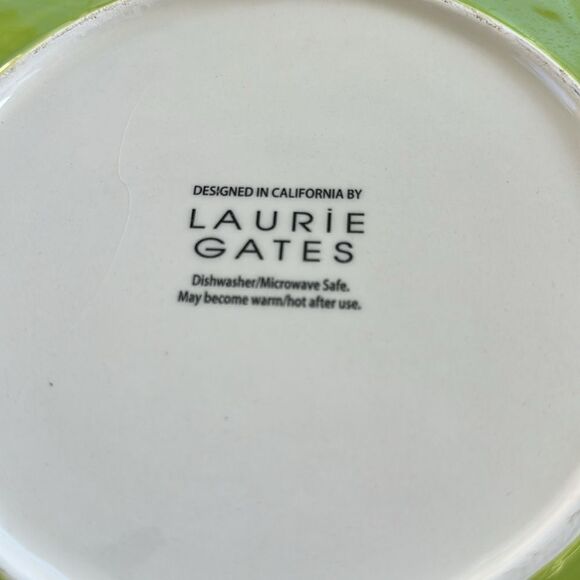 DESIGNED IN CALIFORNIA BY
LAURiE
GATES
Dishwasher/Microwave Safe.
May become warm/hot after use.